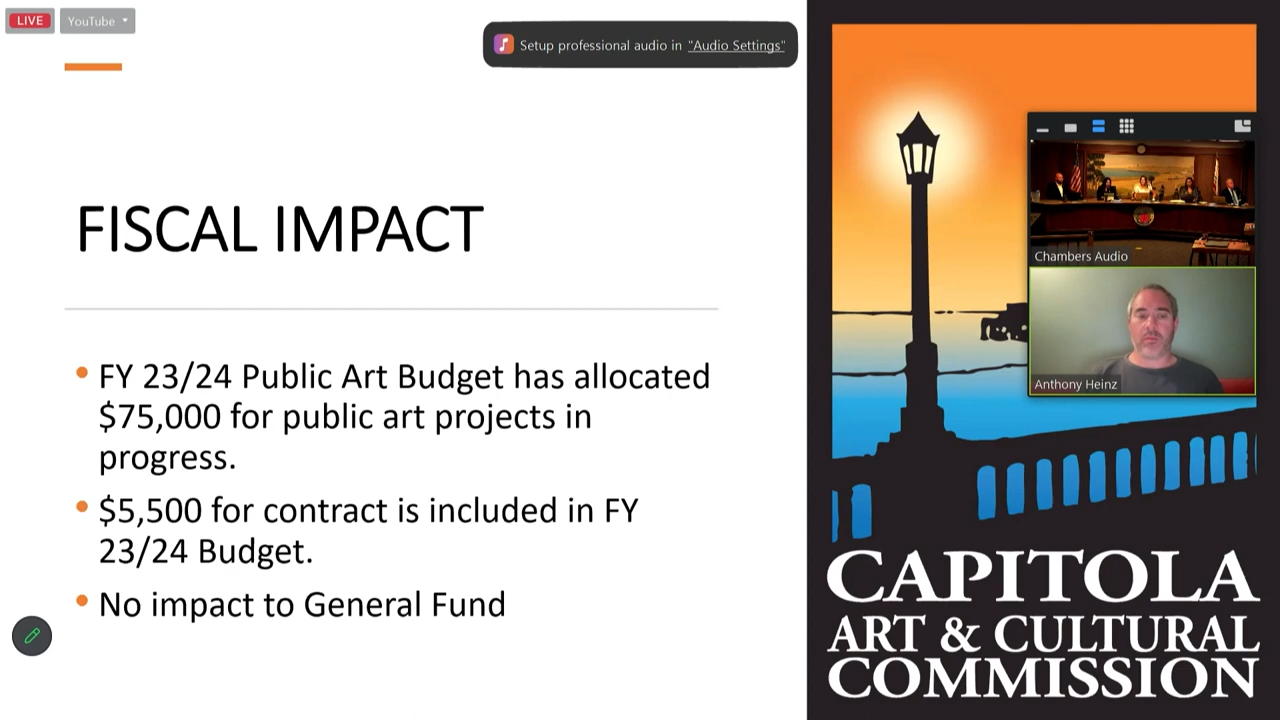 LIVE
YouTube
Setup professional audio in "Audio Settings"
FISCAL IMPACT
FY 23/24 Public Art Budget has allocated
$75,000 for public art projects in
progress.
$5,500 for contract is included in FY
23/24 Budget.
No impact to General Fund
Chambers Audio
Anthony Heinz
CAPITOLA
ART & CULTURAL
COMMISSION